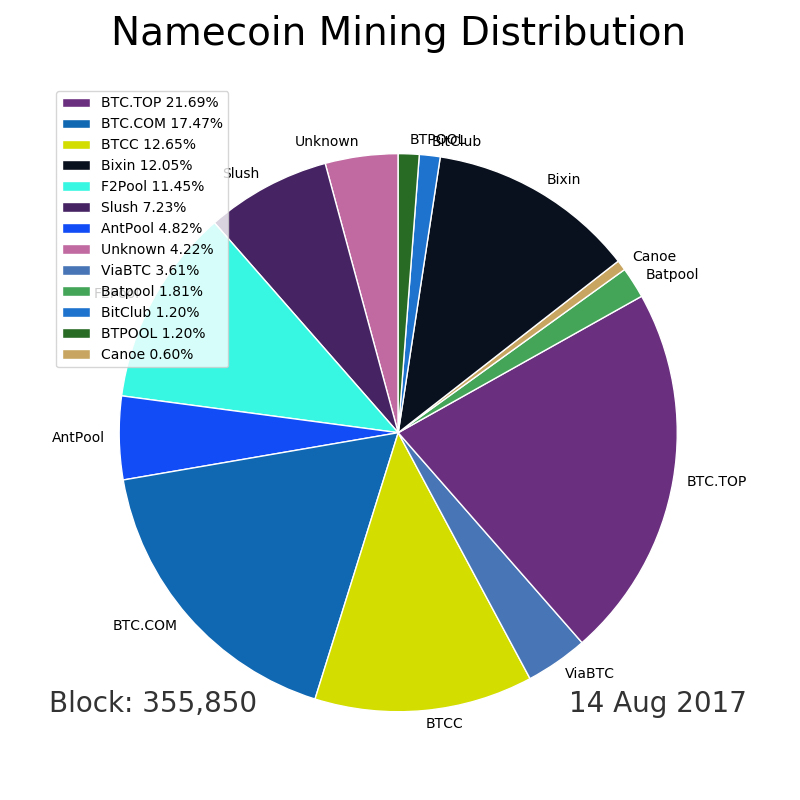 Namecoin Mining Distribution
BTC.TOP 21.69%
BTC.COM 17.47%
BTCC 12.65%
Bixin 12.05%
F2Pool 11.45%
Slush 7.23%
AntPool 4.82%
Unknown 4.22%
ViaBTC 3.61%
Batpool 1.81%
BitClub 1.20%
BTPOOL 1.20%
Canoe 0.60%
Unknown
BTPOOL
BitClub
Slush
Bixin
Canoe
Batpool
F2Pool
AntPool
BTC.TOP
BTC.COM
ViaBTC
BTCC
Block: 355,850
14 Aug 2017